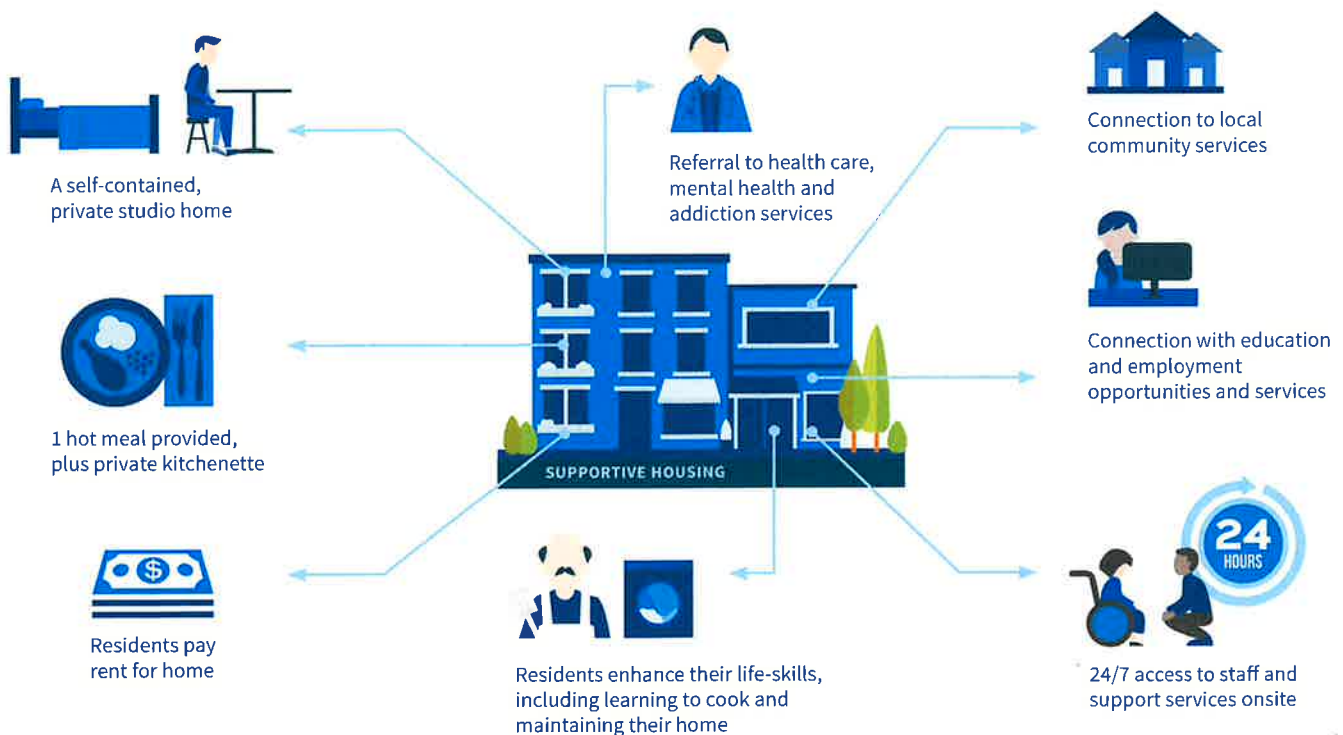 A self-contained,
private studio home
Referral to health care,
mental health and
addiction services
Connection to local
community services
1 hot meal provided,
plus private kitchenette
SUPPORTIVE HOUSING
Connection with education
and employment
opportunities and services
$
Residents pay
rent for home
Residents enhance their life-skills,
including learning to cook and
maintaining their home
24
HOURS
24/7 access to staff and
support services onsite